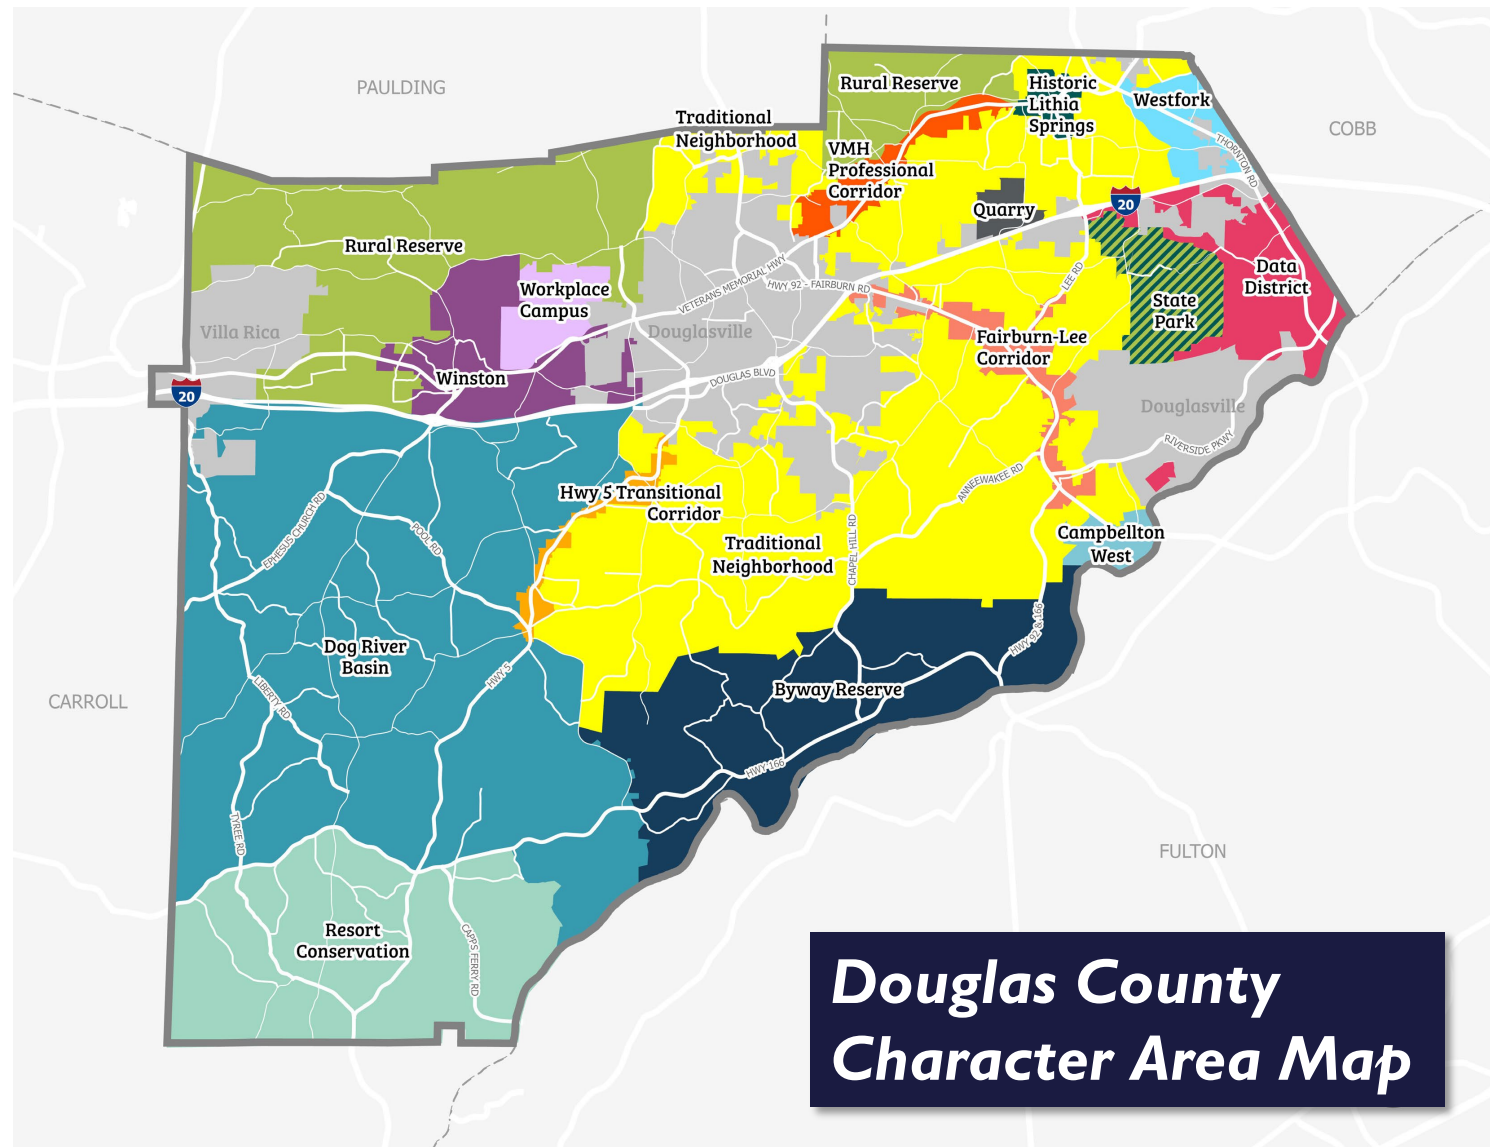 PAULDING
Rural Reserve
Historic
Lithia
Springs
Westfork
Traditional
Neighborhood
COBB
VMH
Professional
Corridor
THORNTON RD
Quarry
20
Rural Reserve
Data
District
LEE RD
VETERANS MEMORIAL HWY
HWY 92 - FAIRBURN RD
Workplace
Campus
State
Park
Villa Rica
Douglasville
Fairburn-Lee
Corridor
Winston
DOUGLAS BLVD
20
Douglasville
RIVERSIDE PKWY
ANNEEWAKEE RD
Hwy 5 Transitional
Corridor
EPHESUS CHURCH RD
POOL RD
CHAPEL HILL RD
Traditional
Neighborhood
Campbellton
West
HWY 92 & 166
Dog River
Basin
HWY 5
LIBERTY RD
Byway Reserve
CARROLL
HWY 166
TYREE RD
FULTON
Resort
Conservation
CAPPS FERRY RD
Douglas County
Character Area Map